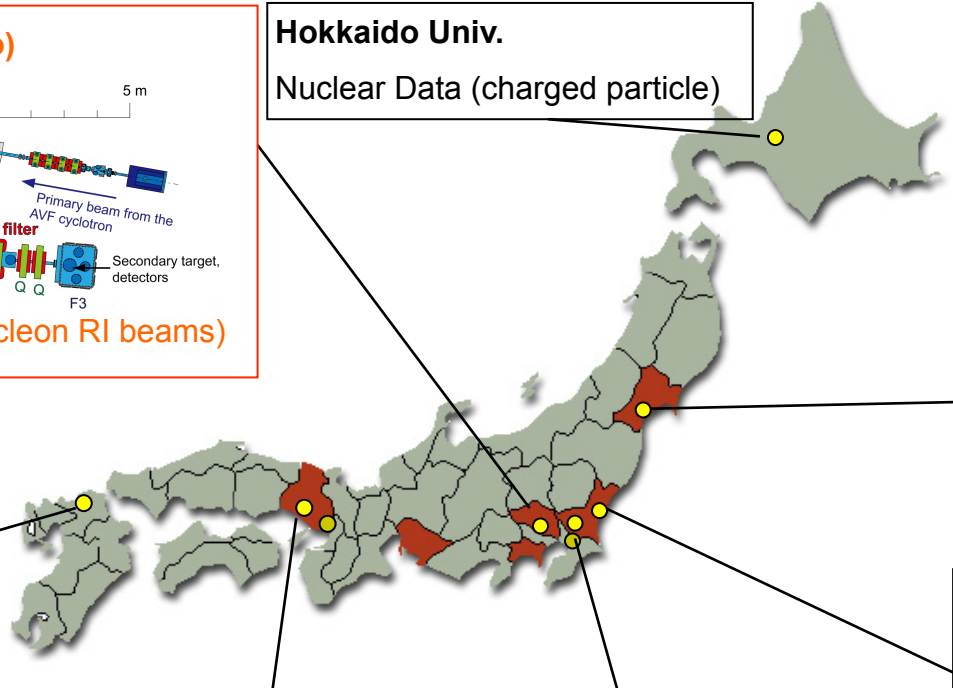 o)
5 m
Primary beam from the
AVF cyclotron
filter
Secondary target,
detectors
Q Q
F3
cleon RI beams)
Hokkaido Univ.
Nuclear Data (charged particle)